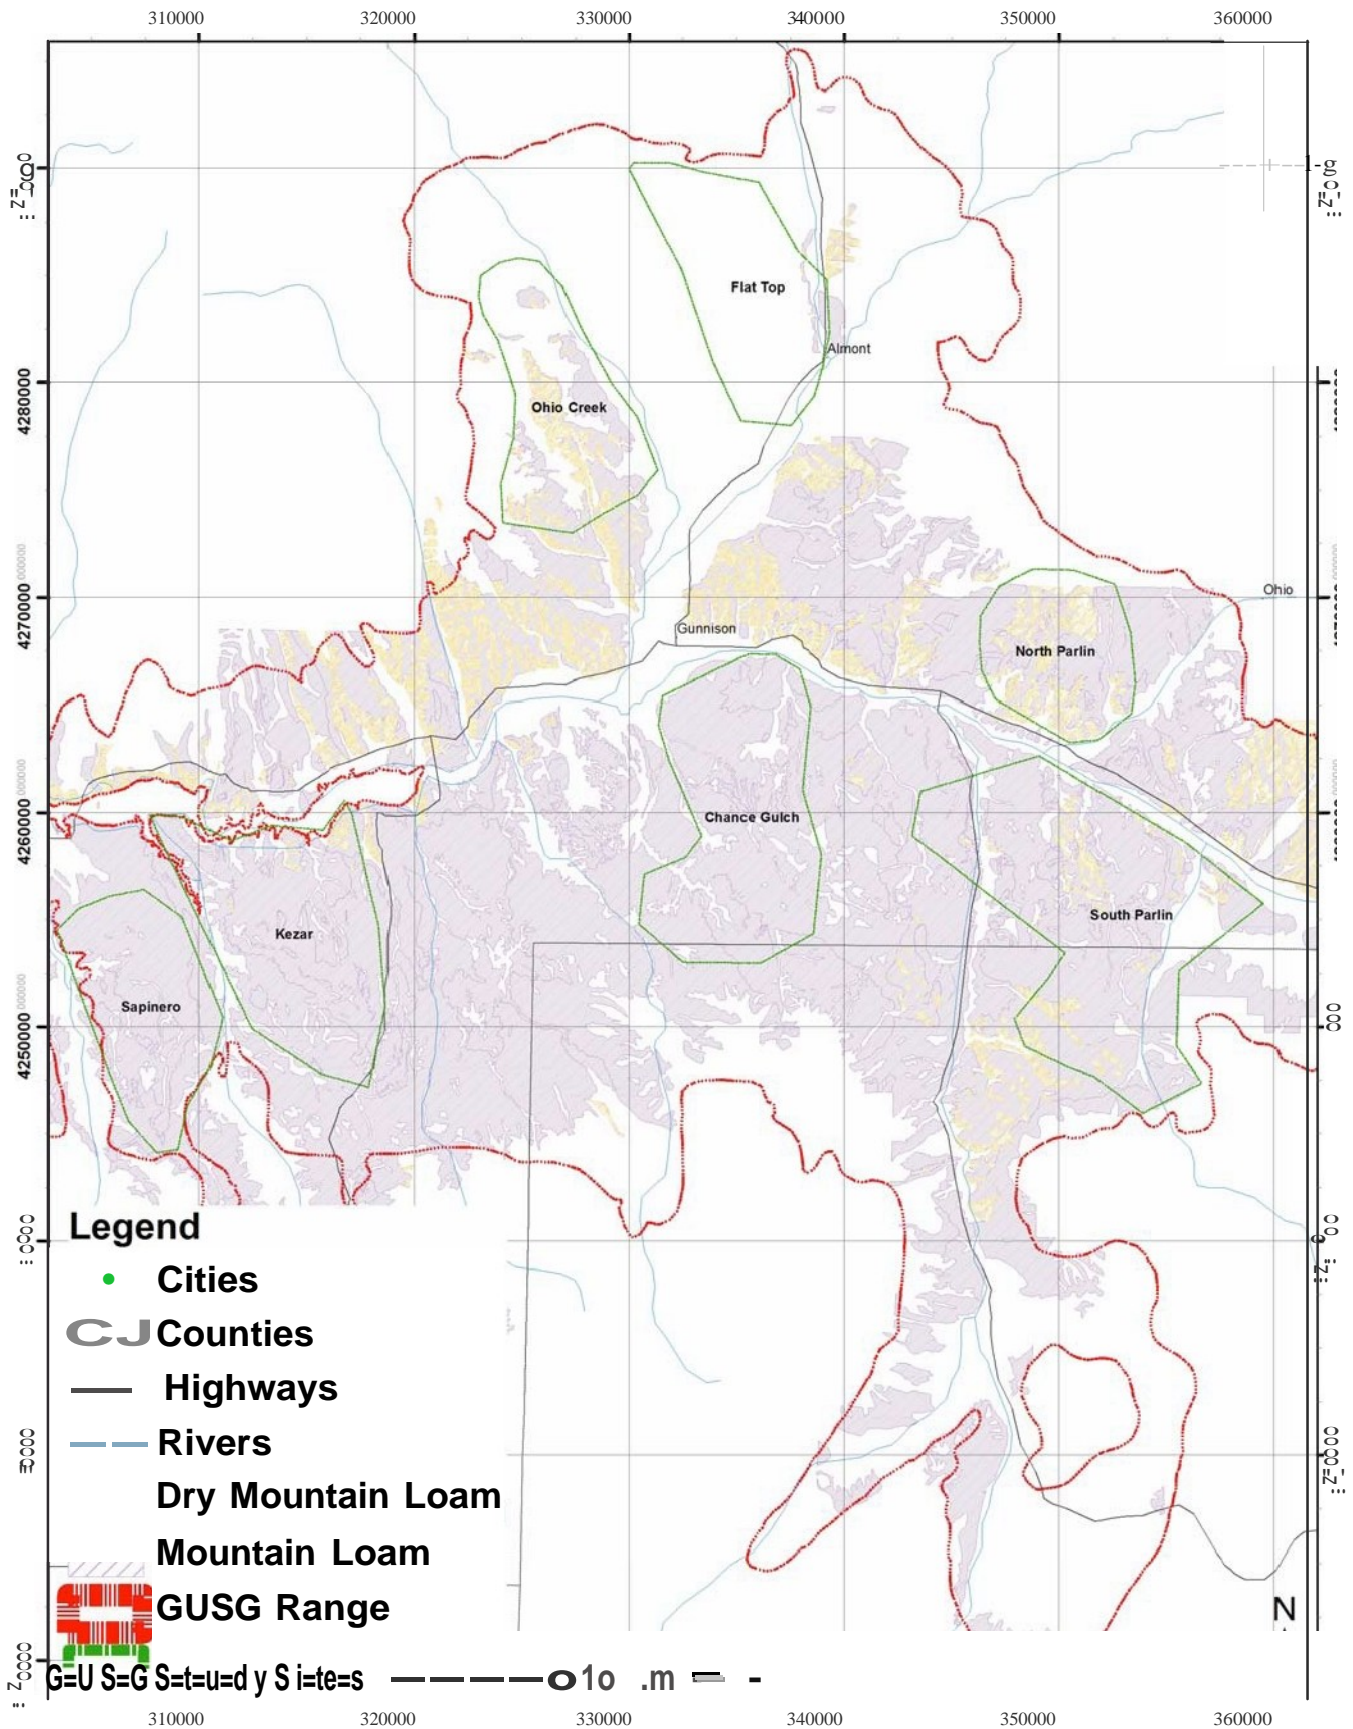 310000 320000 330000 340000 350000 360000
Flat Top
Almont
4280000
Ohio Creek
4270000
Ohio
Gunnison
North Parlin
4260000
Chance Gulch
South Parlin
Kezar
Sapinero
4250000
Legend
Cities
Counties
Highways
Rivers
Dry Mountain Loam
Mountain Loam
GUSG Range
N
G=U S=G S=t=u=d y S i=te=s
310000 320000 330000 340000 350000 360000